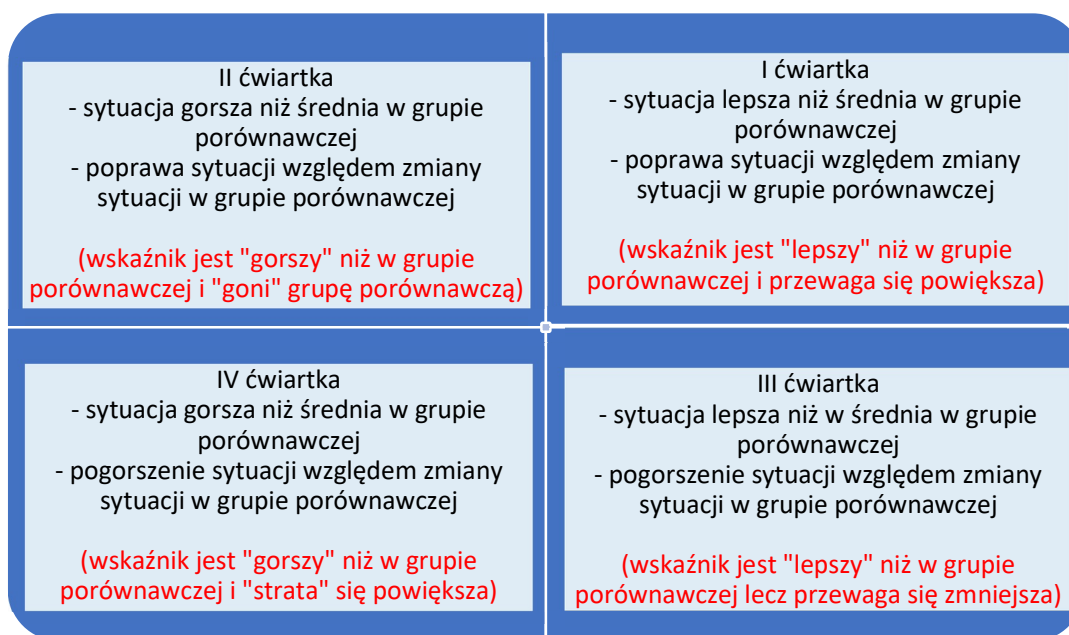 II ćwiartka
- sytuacja gorsza niż średnia w grupie
porównawczej
- poprawa sytuacji względem zmiany
sytuacji w grupie porównawczej
(wskaźnik jest "gorszy" niż w grupie
porównawczej i "goni" grupę porównawczą)
I ćwiartka
- sytuacja lepsza niż średnia w grupie
porównawczej
- poprawa sytuacji względem zmiany
sytuacji w grupie porównawczej
(wskaźnik jest "lepszy" niż w grupie
porównawczej i przewaga się powiększa)
IV ćwiartka
- sytuacja gorsza niż średnia w grupie
porównawczej
- pogorszenie sytuacji względem zmiany
sytuacji w grupie porównawczej
(wskaźnik jest "gorszy" niż w grupie
porównawczej i "strata" się powiększa)
III ćwiartka
- sytuacja lepsza niż w średnia w grupie
porównawczej
- pogorszenie sytuacji względem zmiany
sytuacji w grupie porównawczej
(wskaźnik jest "lepszy" niż w grupie
porównawczej lecz przewaga się zmniejsza)